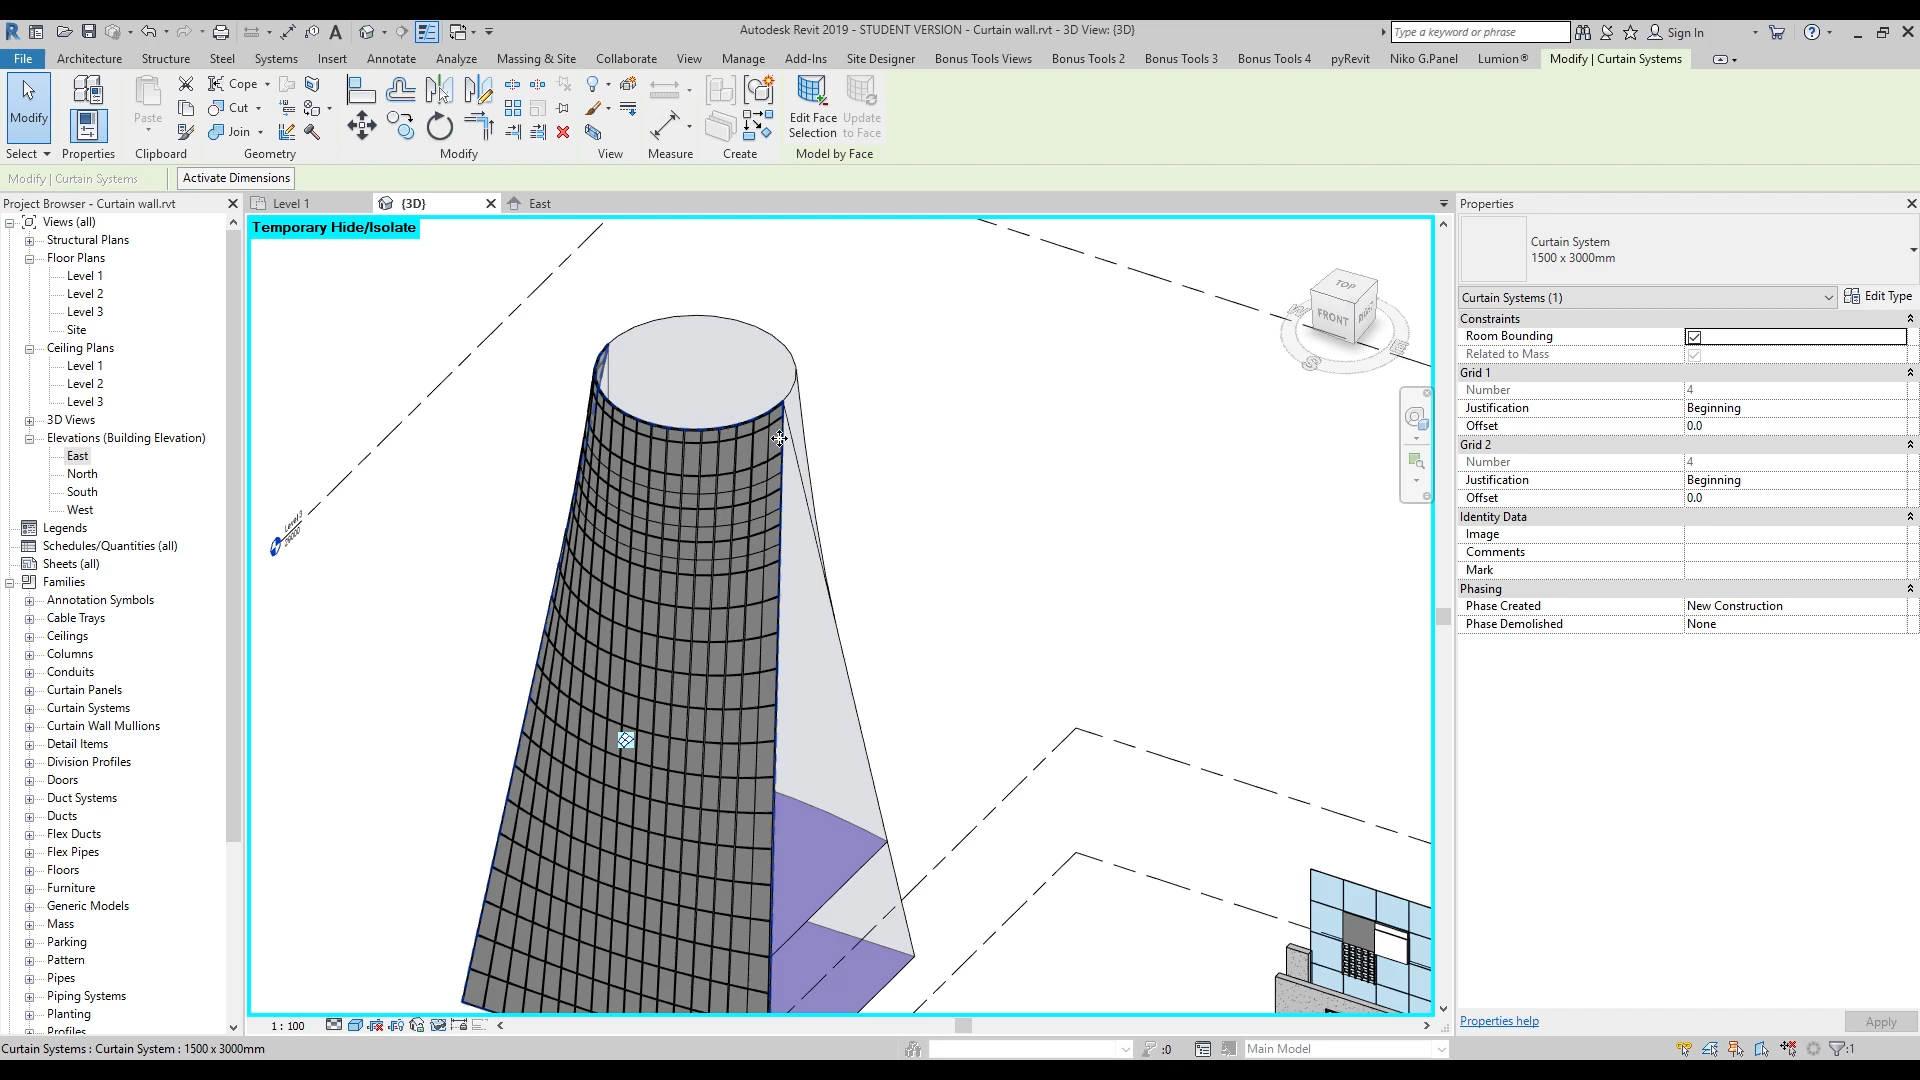 Autodesk Revit 2019 - STUDENT VERSION - Curtain wall.rvt - 3D View: {3D}
Type a keyword or phrase
Sign In
File Architecture Structure Steel Systems Insert Annotate Analyze Massing & Site Collaborate View Manage Add-Ins Site Designer Bonus Tools Views Bonus Tools 2 Bonus Tools 3 Bonus Tools 4 pyRevit Niko G.Panel Lumion® Modify | Curtain Systems
Modify
Paste
Cope
Cut
Join
Edit Face Selection
Update to Face
Select Properties Clipboard Geometry Modify View Measure Create Model by Face
Modify | Curtain Systems
Activate Dimensions
Project Browser - Curtain wall.rvt
Level 1
{3D}
East
Properties
Views (all)
Structural Plans
Floor Plans
Level 1
Level 2
Level 3
Site
Ceiling Plans
Level 1
Level 2
Level 3
3D Views
Elevations (Building Elevation)
East
North
South
West
Legends
Schedules/Quantities (all)
Sheets (all)
Families
Annotation Symbols
Cable Trays
Ceilings
Columns
Conduits
Curtain Panels
Curtain Systems
Curtain Wall Mullions
Detail Items
Division Profiles
Doors
Duct Systems
Ducts
Flex Ducts
Flex Pipes
Floors
Furniture
Generic Models
Mass
Parking
Pattern
Pipes
Piping Systems
Planting
Profiles
Temporary Hide/Isolate
TOP
FRONT
S
E
Level 3
Curtain System
1500 x 3000mm
Curtain Systems (1)
Edit Type
Constraints
Room Bounding
Related to Mass
Grid 1
Number 4
Justification Beginning
Offset 0.0
Grid 2
Number 4
Justification Beginning
Offset 0.0
Identity Data
Image
Comments
Mark
Phasing
Phase Created New Construction
Phase Demolished None
Properties help
Apply
1 : 100
Curtain Systems : Curtain System : 1500 x 3000mm
:0
Main Model
:1